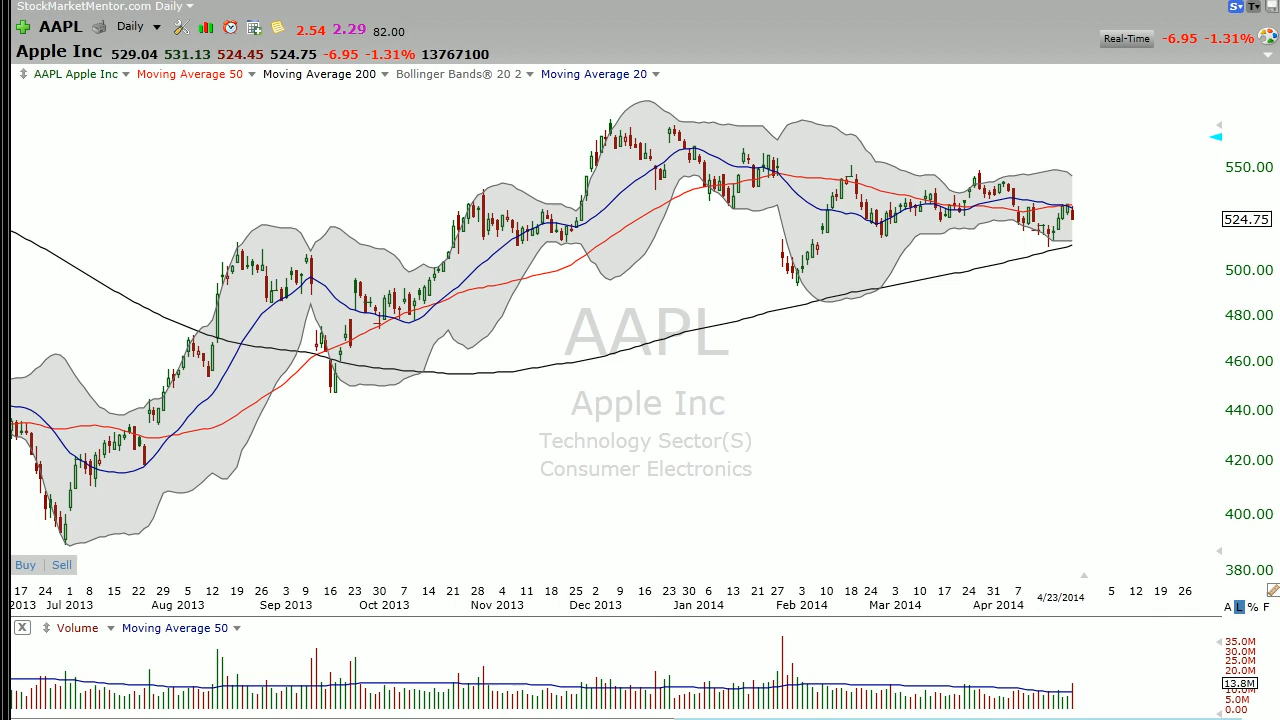 StockMarketMentor.com Daily
AAPL Daily 2.54 2.29 82.00
Apple Inc 529.04 531.13 524.45 524.75 -6.95 -1.31% 13767100
Real-Time -6.95 -1.31%
AAPL Apple Inc Moving Average 50 Moving Average 200 Bollinger Bands® 20 2 Moving Average 20
550.00
524.75
500.00
480.00
460.00
440.00
420.00
400.00
380.00
AAPL
Apple Inc
Technology Sector(S)
Consumer Electronics
Buy Sell
17 24 1 8 15 22 29 5 12 19 26 3 9 16 23 30 7 14 21 28 4 11 18 25 2 9 16 23 30 6 13 21 27 3 10 18 24 3 10 17 24 31 7 5 12 19 26
2013 Jul 2013 Aug 2013 Sep 2013 Oct 2013 Nov 2013 Dec 2013 Jan 2014 Feb 2014 Mar 2014 Apr 2014 4/23/2014
A L % F
X Volume Moving Average 50
35.0M
30.0M
25.0M
20.0M
13.8M
10.0M
5.0M
0.00